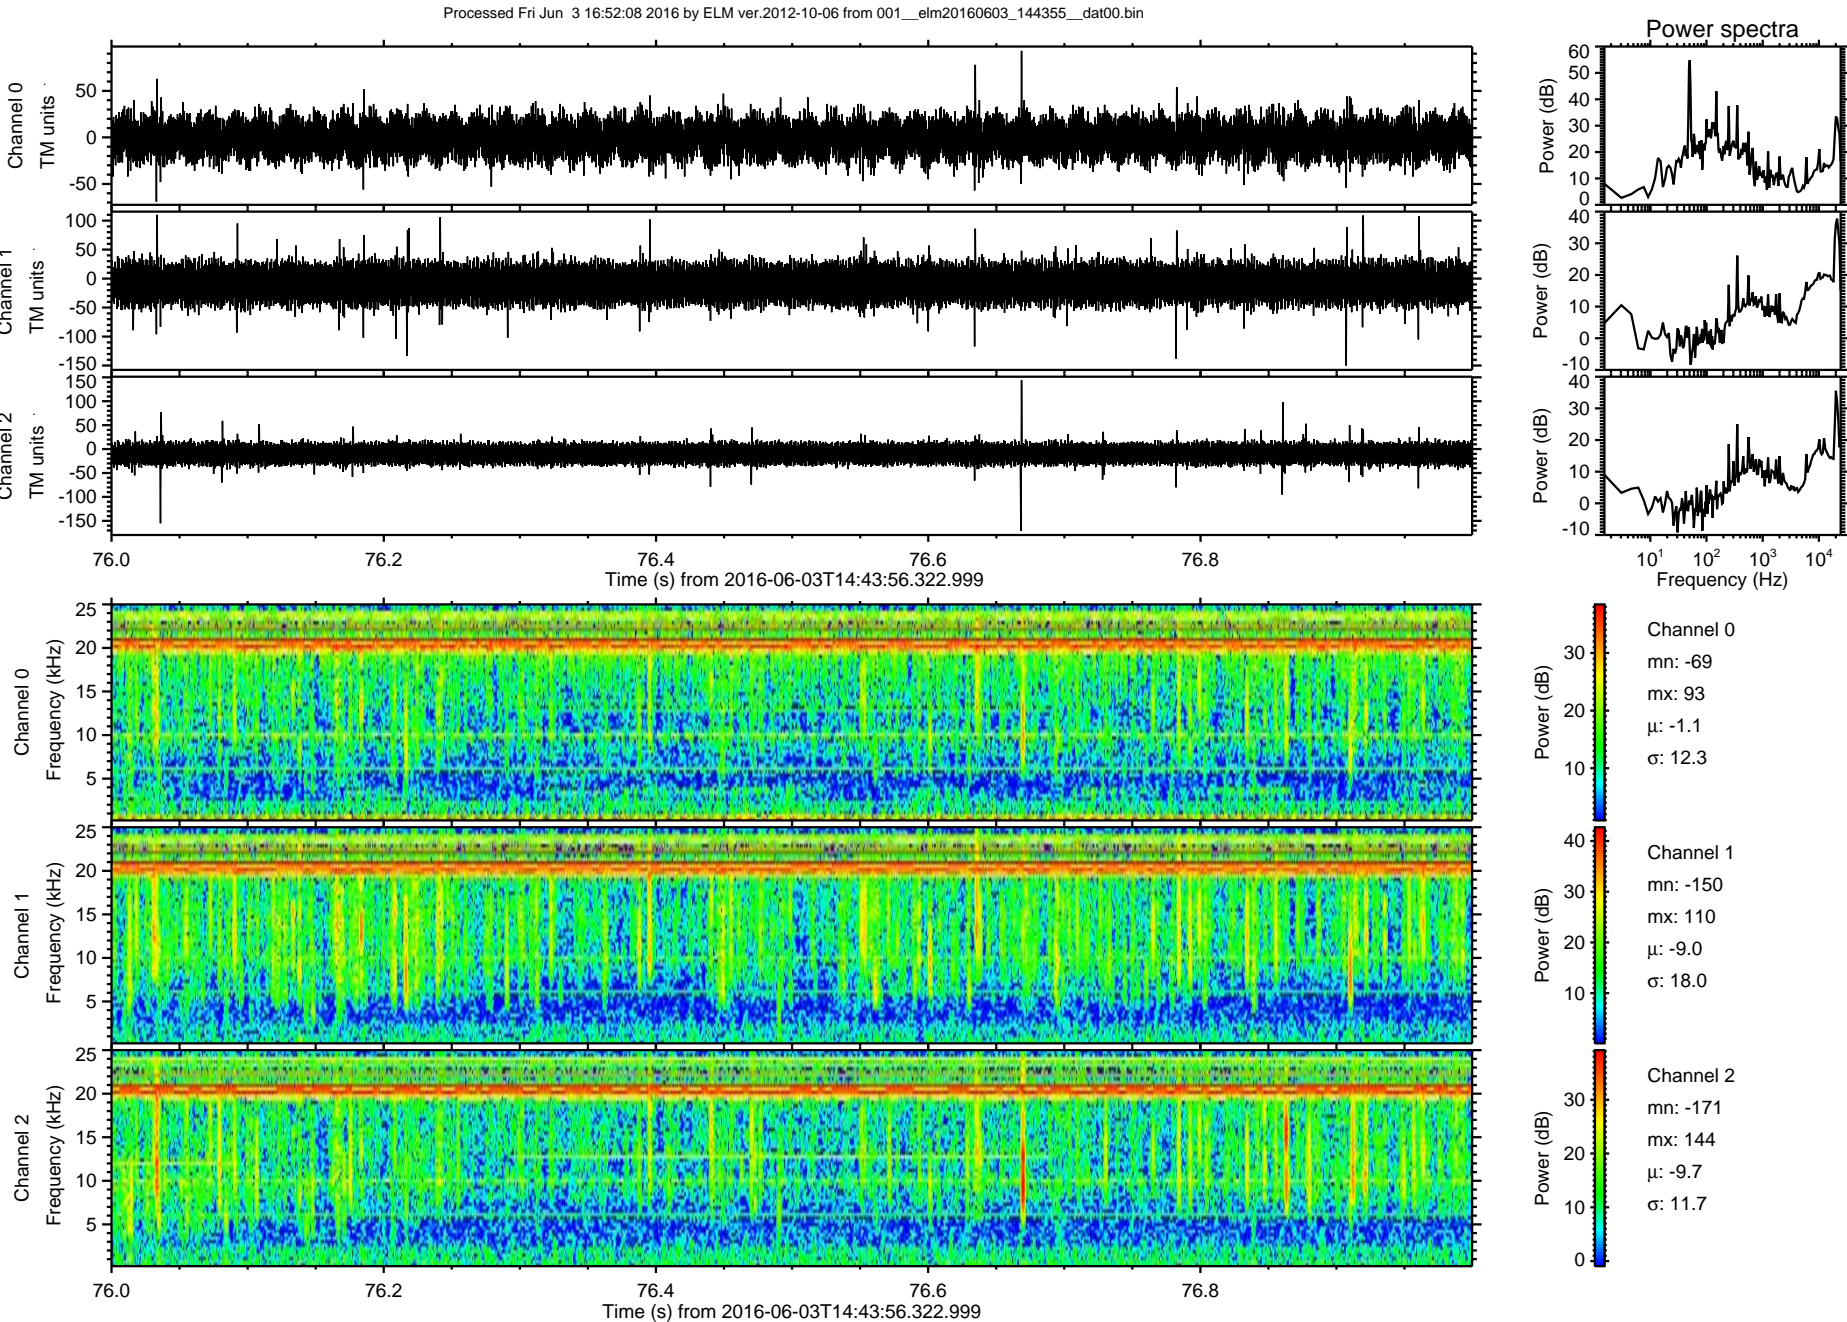 Processed Fri Jun  3 16:52:08 2016 by ELM ver.2012-10-06 from 001__elm20160603_144355__dat00.bin
Power spectra
Channel 0
TM units
50
0
-50
Power (dB)
60
50
40
30
20
10
0
Channel 1
TM units
100
50
0
-50
-100
-150
Power (dB)
40
30
20
10
0
-10
Channel 2
TM units
150
100
50
0
-50
-100
-150
Power (dB)
40
30
20
10
0
-10
76.0 76.2 76.4 76.6 76.8
Time (s) from 2016-06-03T14:43:56.322.999
10¹ 10² 10³ 10⁴
Frequency (Hz)
Channel 0
Frequency (kHz)
25
20
15
10
5
Power (dB)
30
20
10
Channel 0
mn: -69
mx: 93
μ: -1.1
σ: 12.3
Channel 1
Frequency (kHz)
25
20
15
10
5
Power (dB)
40
30
20
10
Channel 1
mn: -150
mx: 110
μ: -9.0
σ: 18.0
Channel 2
Frequency (kHz)
25
20
15
10
5
Power (dB)
30
20
10
0
Channel 2
mn: -171
mx: 144
μ: -9.7
σ: 11.7
76.0 76.2 76.4 76.6 76.8
Time (s) from 2016-06-03T14:43:56.322.999